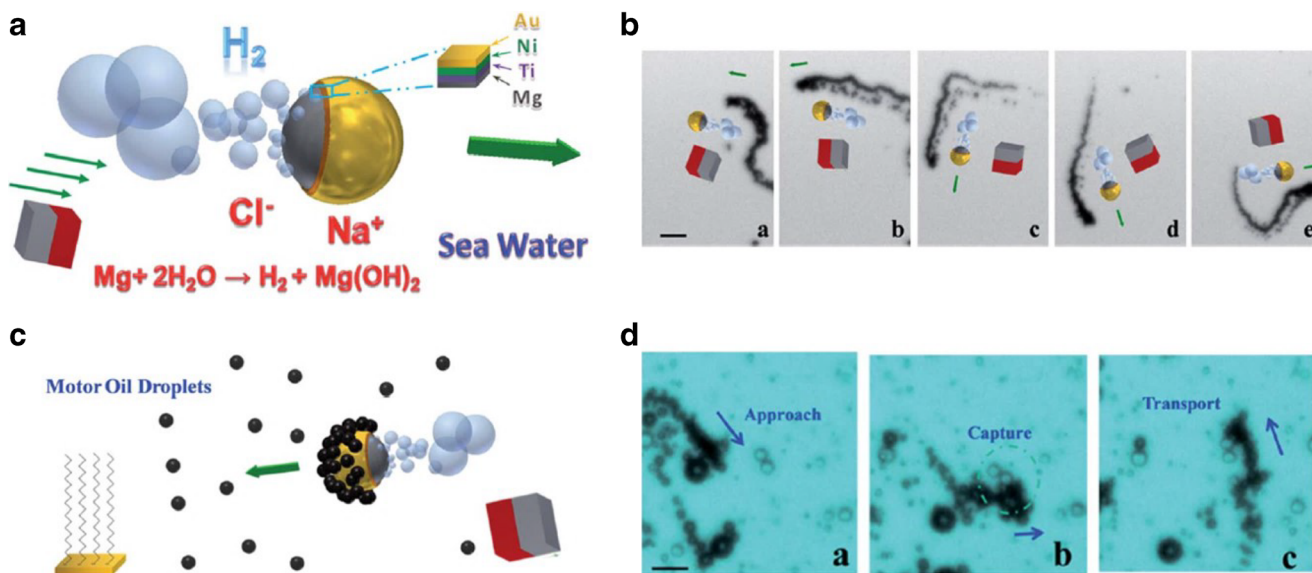 a
H₂
Au
Ni
Ti
Mg
Cl⁻
Na⁺
Sea Water
Mg+ 2H₂O → H₂ + Mg(OH)₂
b
a
b
c
d
e
c
Motor Oil Droplets
d
Approach
a
Capture
b
Transport
c